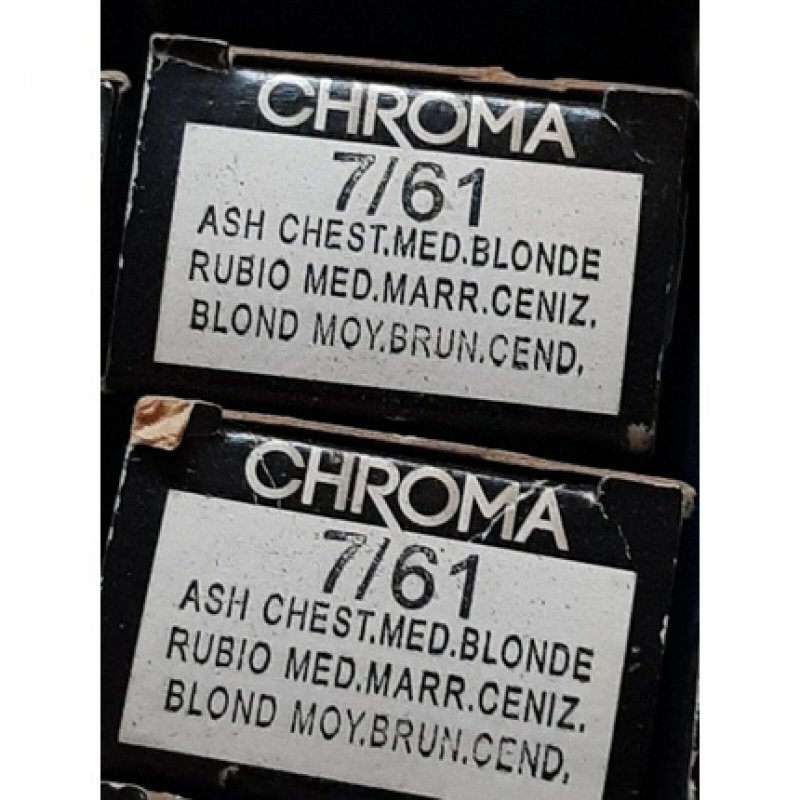 CHROMA
7/61
ASH CHEST.MED.BLONDE
RUBIO MED.MARR.CENIZ.
BLOND MOY.BRUN.CEND.
CHROMA
7/61
ASH CHEST.MED.BLONDE
RUBIO MED.MARR.CENIZ.
BLOND MOY.BRUN.CEND.